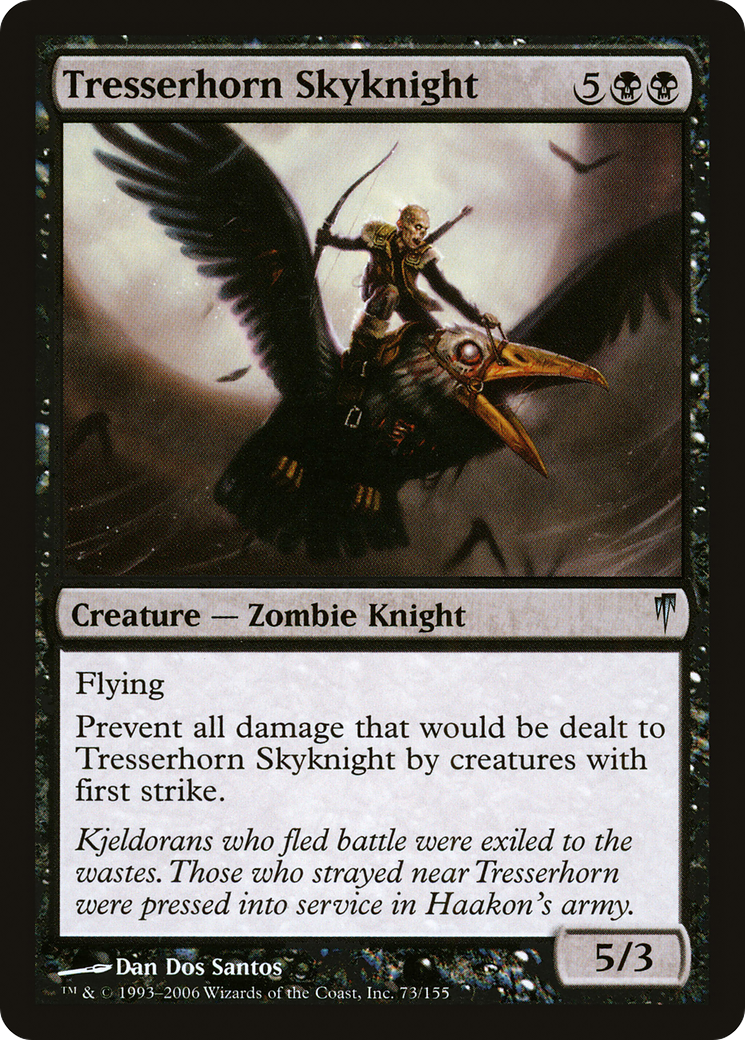 Tresserhorn Skyknight 5
Creature — Zombie Knight
Flying
Prevent all damage that would be dealt to
Tresserhorn Skyknight by creatures with
first strike.
Kjeldorans who fled battle were exiled to the
wastes. Those who strayed near Tresserhorn
were pressed into service in Haakon's army.
5/3
Dan Dos Santos
™ & © 1993–2006 Wizards of the Coast, Inc. 73/155